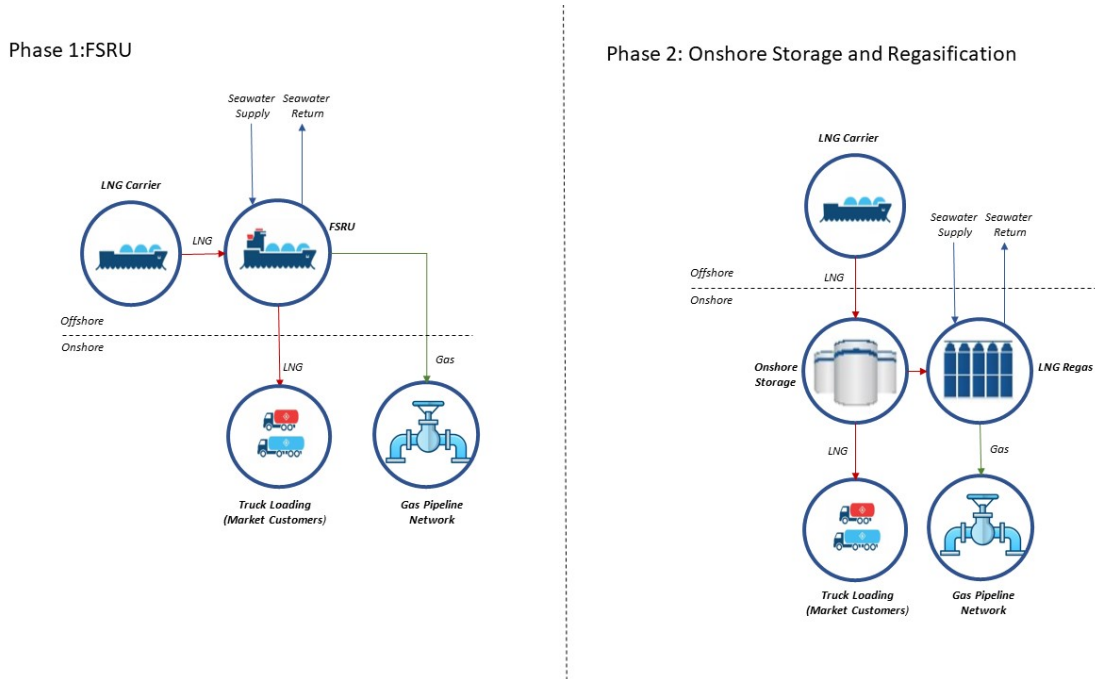 Phase 1:FSRU
Seawater
Supply
Seawater
Return
LNG Carrier
LNG
FSRU
Offshore
Onshore
LNG
Gas
Truck Loading
(Market Customers)
Gas Pipeline
Network
Phase 2: Onshore Storage and Regasification
LNG Carrier
Seawater
Supply
Seawater
Return
Offshore
Onshore
LNG
Onshore
Storage
LNG Regas
LNG
Gas
Truck Loading
(Market Customers)
Gas Pipeline
Network